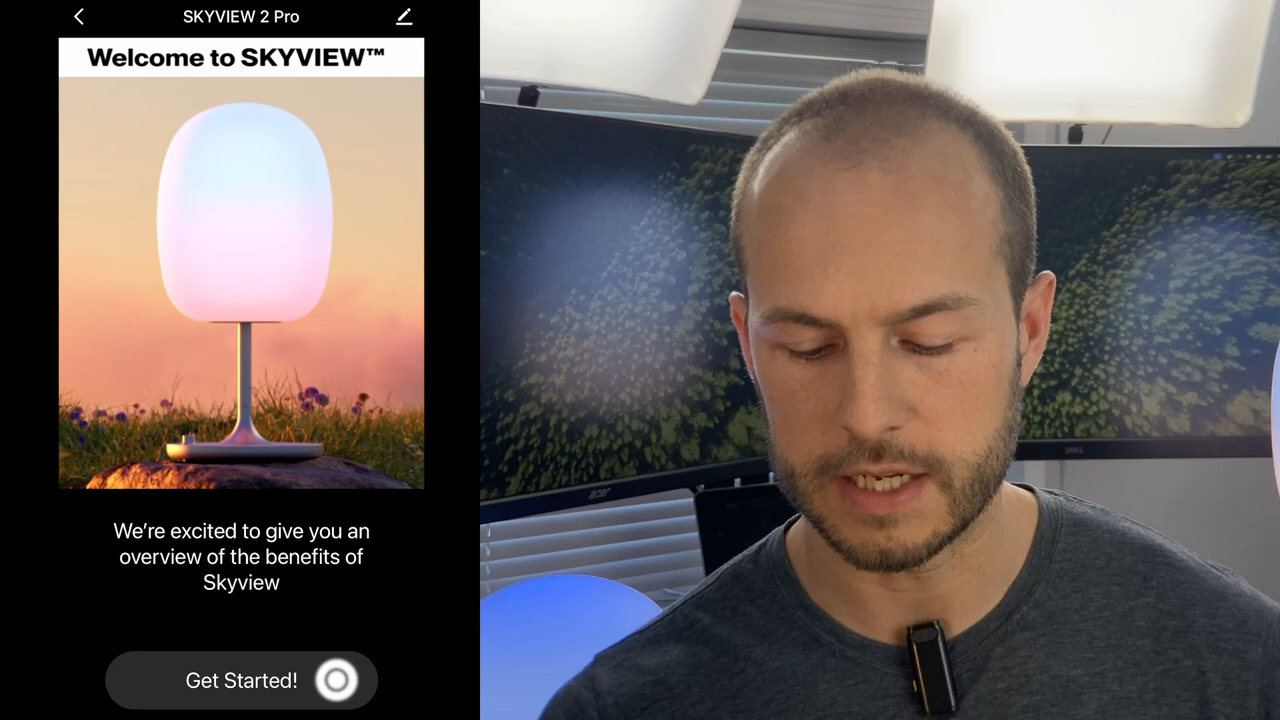 SKYVIEW 2 Pro
Welcome to SKYVIEW™
We're excited to give you an
overview of the benefits of
Skyview
Get Started!
acer
DELL